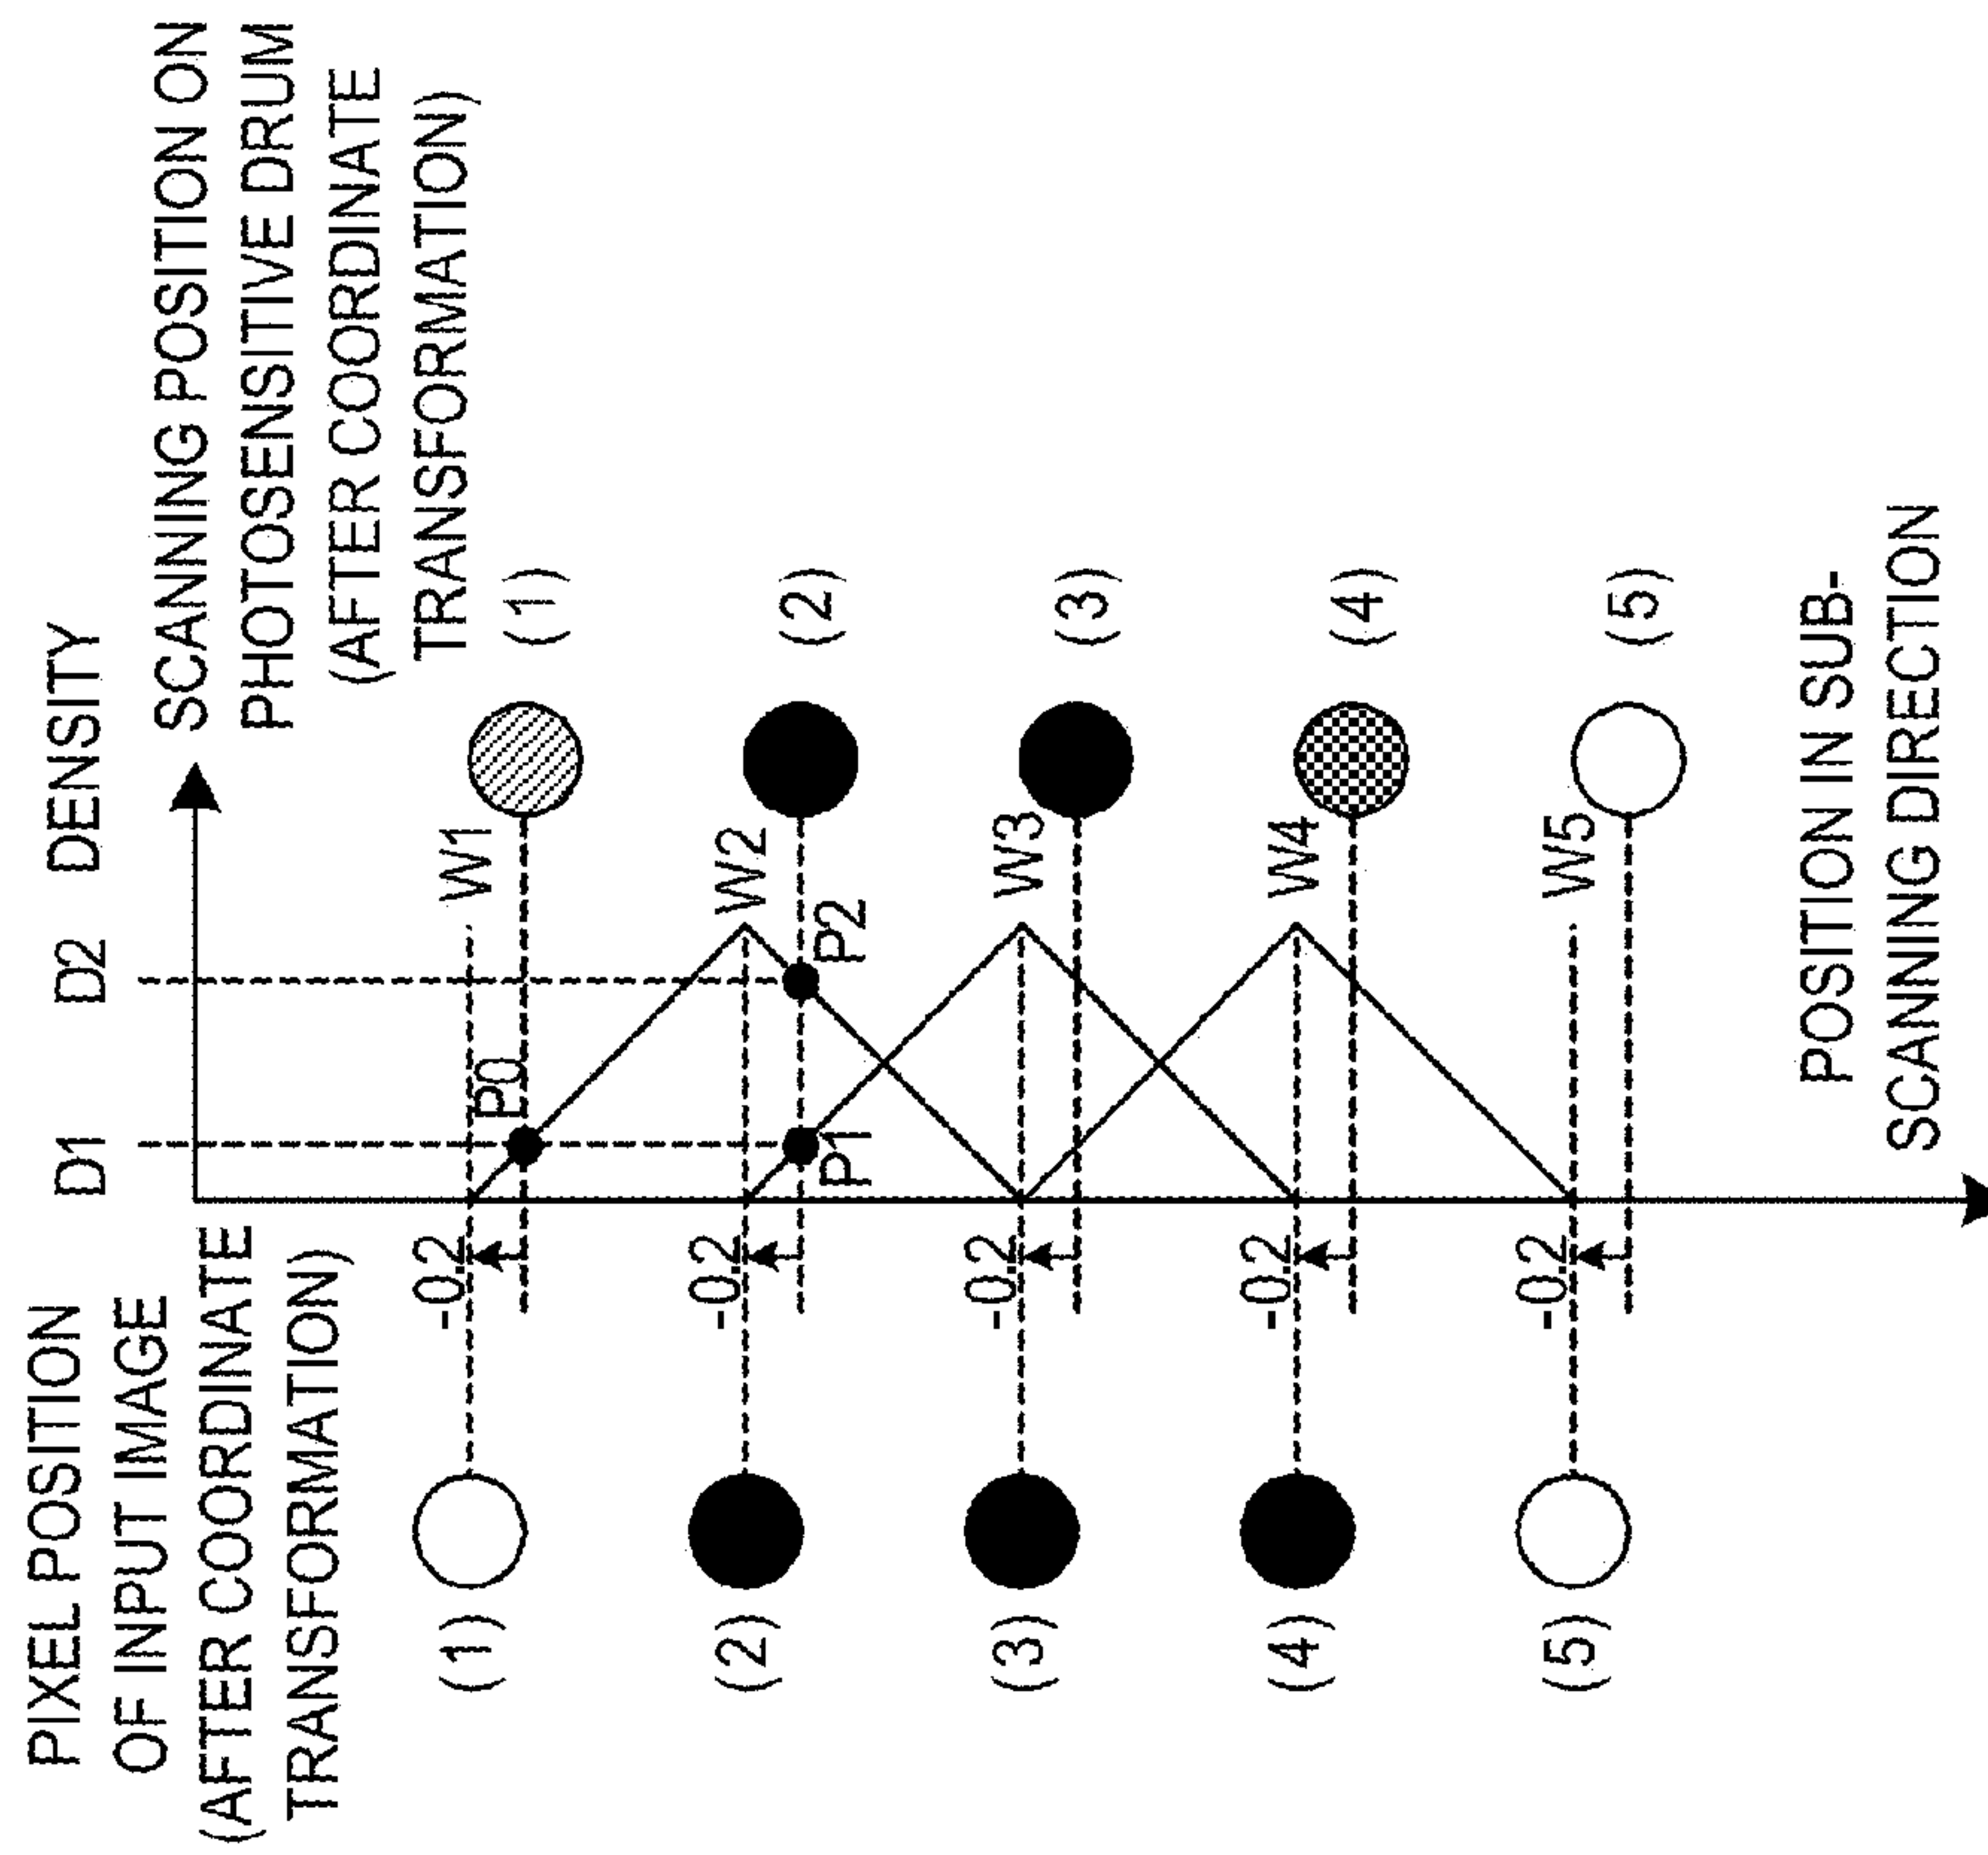 PIXEL POSITION
OF INPUT IMAGE
(AFTER COORDINATE
TRANSFORMATION)
D1
D2
DENSITY
SCANNING POSITION ON
PHOTOSENSITIVE DRUM
(AFTER COORDINATE
TRANSFORMATION)
(1)
-0.2
P0
W1
(1)
(2)
-0.2
P1
P2
W2
(2)
(3)
-0.2
W3
(3)
(4)
-0.2
W4
(4)
(5)
-0.2
W5
(5)
POSITION IN SUB-
SCANNING DIRECTION